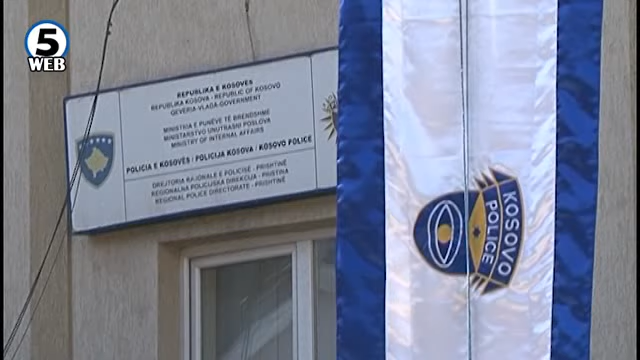 5
WEB
REPUBLIKA E KOSOVËS
REPUBLIKA KOSOVA - REPUBLIC OF KOSOVO
QEVERIA-VLADA-GOVERNMENT
MINISTRIA E PUNËVE TË BRENDSHME
MINISTARSTVO UNUTRAŠNJI POSLOVA
MINISTRY OF INTERNAL AFFAIRS
POLICIA E KOSOVËS / POLICIJA KOSOVA / KOSOVO POLICE
DREJTORIA RAJONALE E POLICISË - PRISHTINË
REGIONALNA POLICIJSKA DIREKCIJA - PRIŠTINA
REGIONAL POLICE DIRECTORATE - PRISHTINË
KOSOVO
POLICE